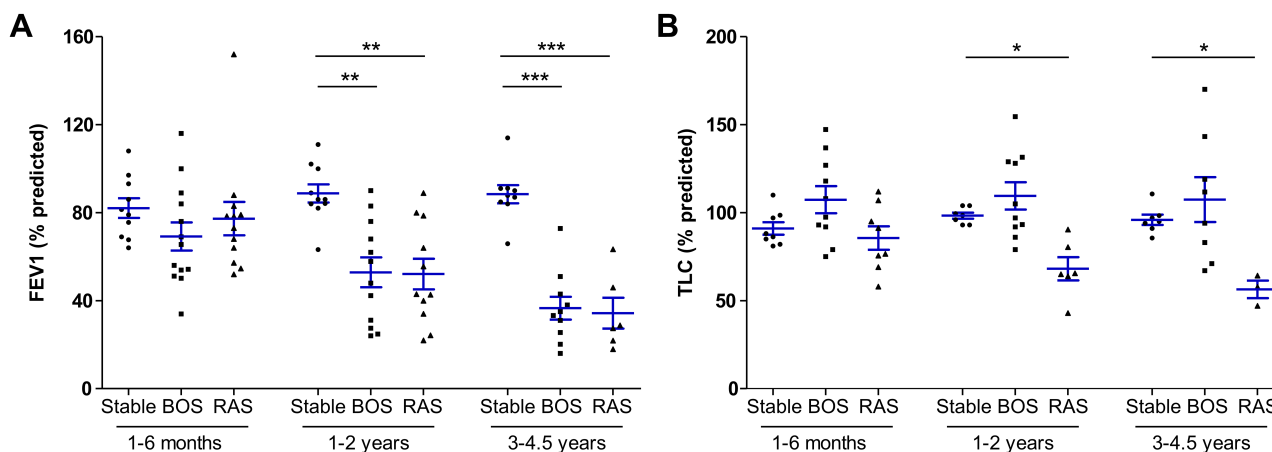 A
FEV1 (% predicted)
160
120
80
40
0
** ***
** ***
Stable BOS RAS Stable BOS RAS Stable BOS RAS
1-6 months 1-2 years 3-4.5 years
B
TLC (% predicted)
200
150
100
50
0
* *
Stable BOS RAS Stable BOS RAS Stable BOS RAS
1-6 months 1-2 years 3-4.5 years